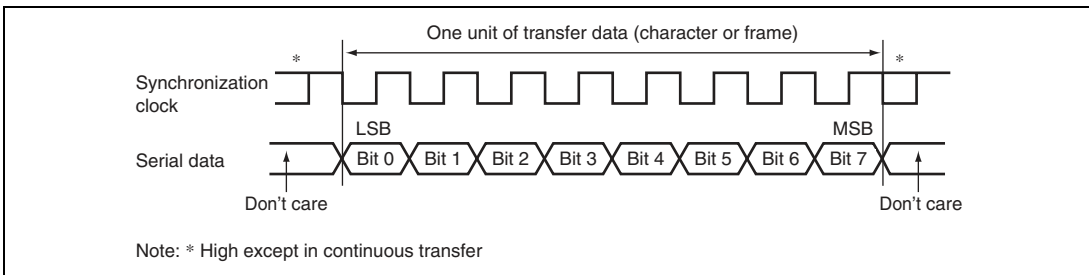 One unit of transfer data (character or frame)
* *
Synchronization
clock
LSB MSB
Serial data Bit 0 Bit 1 Bit 2 Bit 3 Bit 4 Bit 5 Bit 6 Bit 7
Don't care Don't care
Note: * High except in continuous transfer